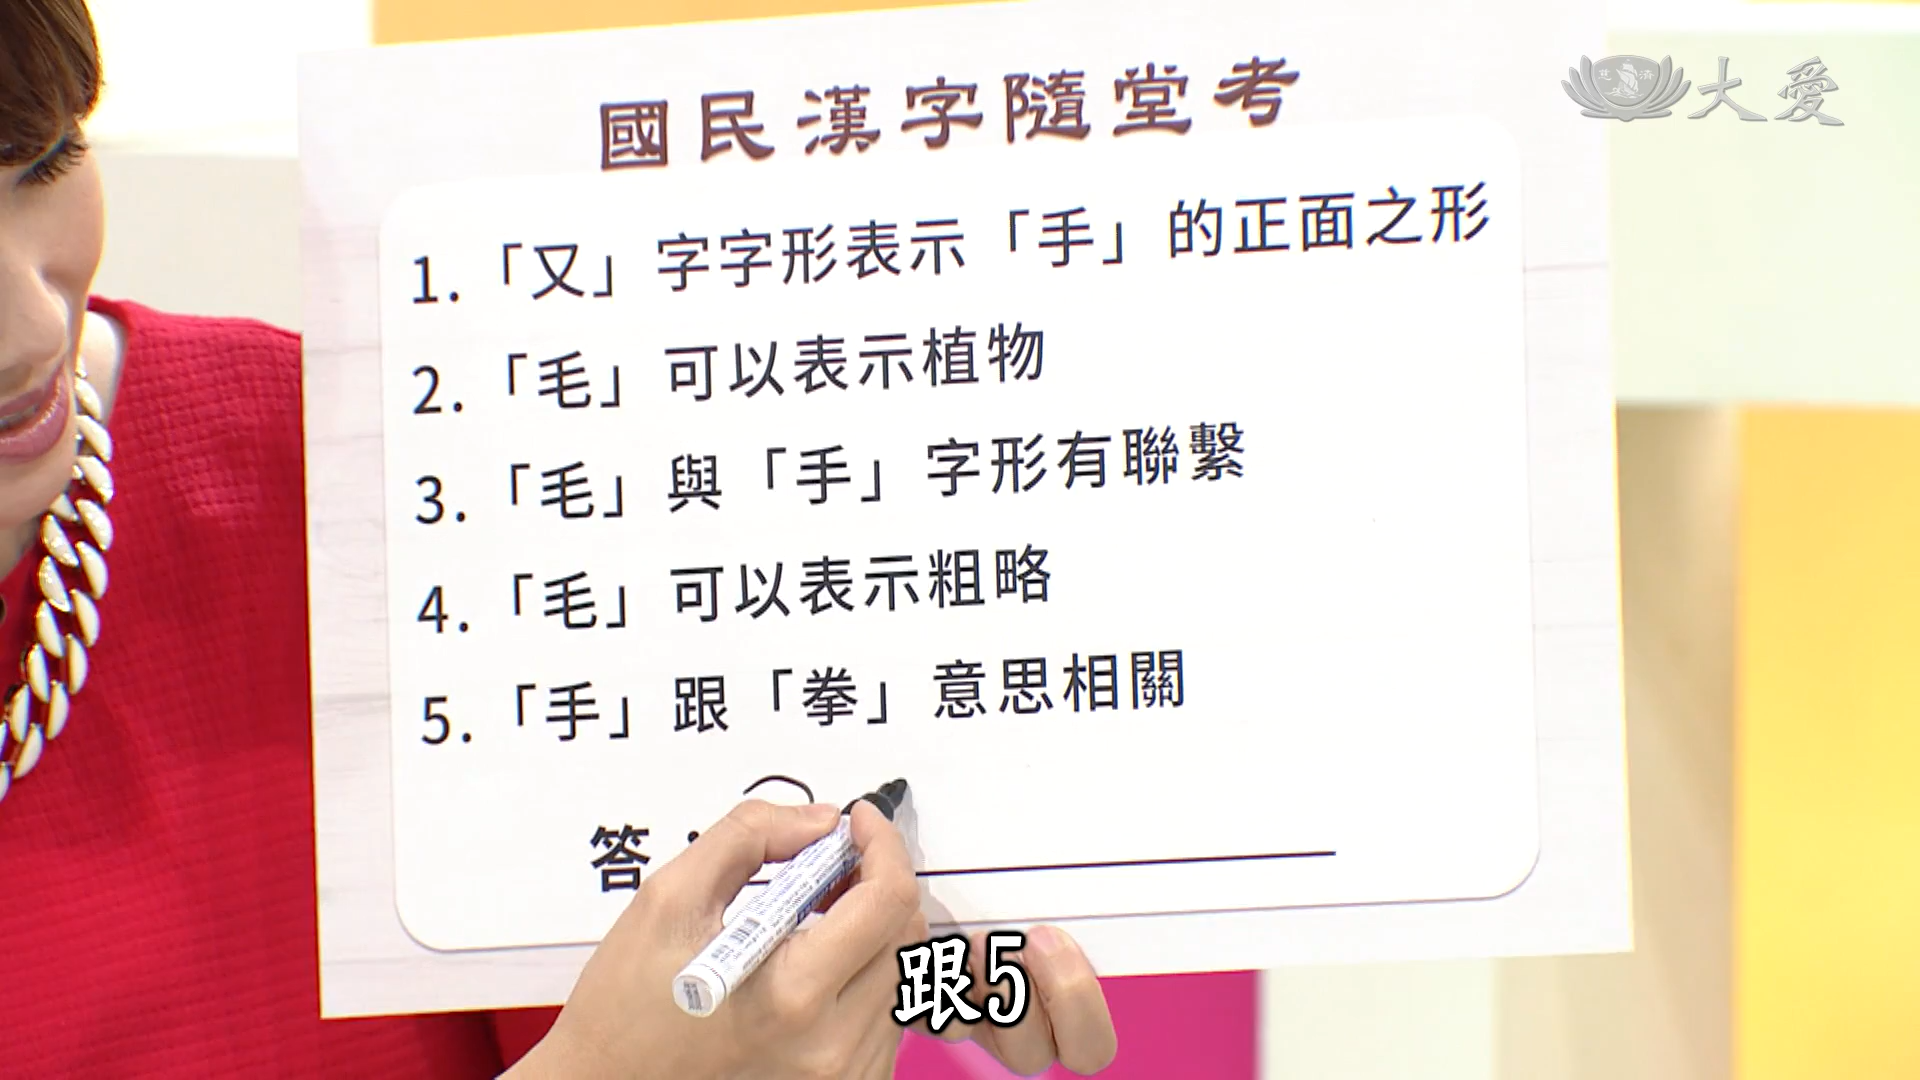 國民漢字隨堂考
大愛
1.「又」字字形表示「手」的正面之形
2.「毛」可以表示植物
3.「毛」與「手」字形有聯繫
4.「毛」可以表示粗略
5.「手」跟「拳」意思相關
答：
跟5